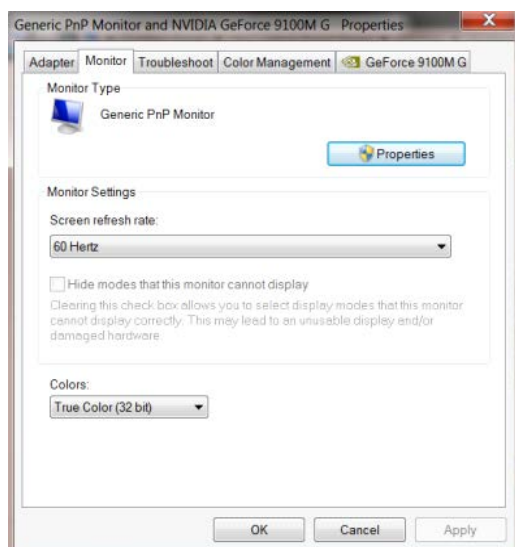 Generic PnP Monitor and NVIDIA GeForce 9100M G Properties
Adapter Monitor Troubleshoot Color Management GeForce 9100M G
Monitor Type
Generic PnP Monitor
Properties
Monitor Settings
Screen refresh rate:
60 Hertz
Hide modes that this monitor cannot display
Clearing this check box allows you to select display modes that this monitor
cannot display correctly. This may lead to an unusable display and/or
damaged hardware.
Colors:
True Color (32 bit)
OK Cancel Apply